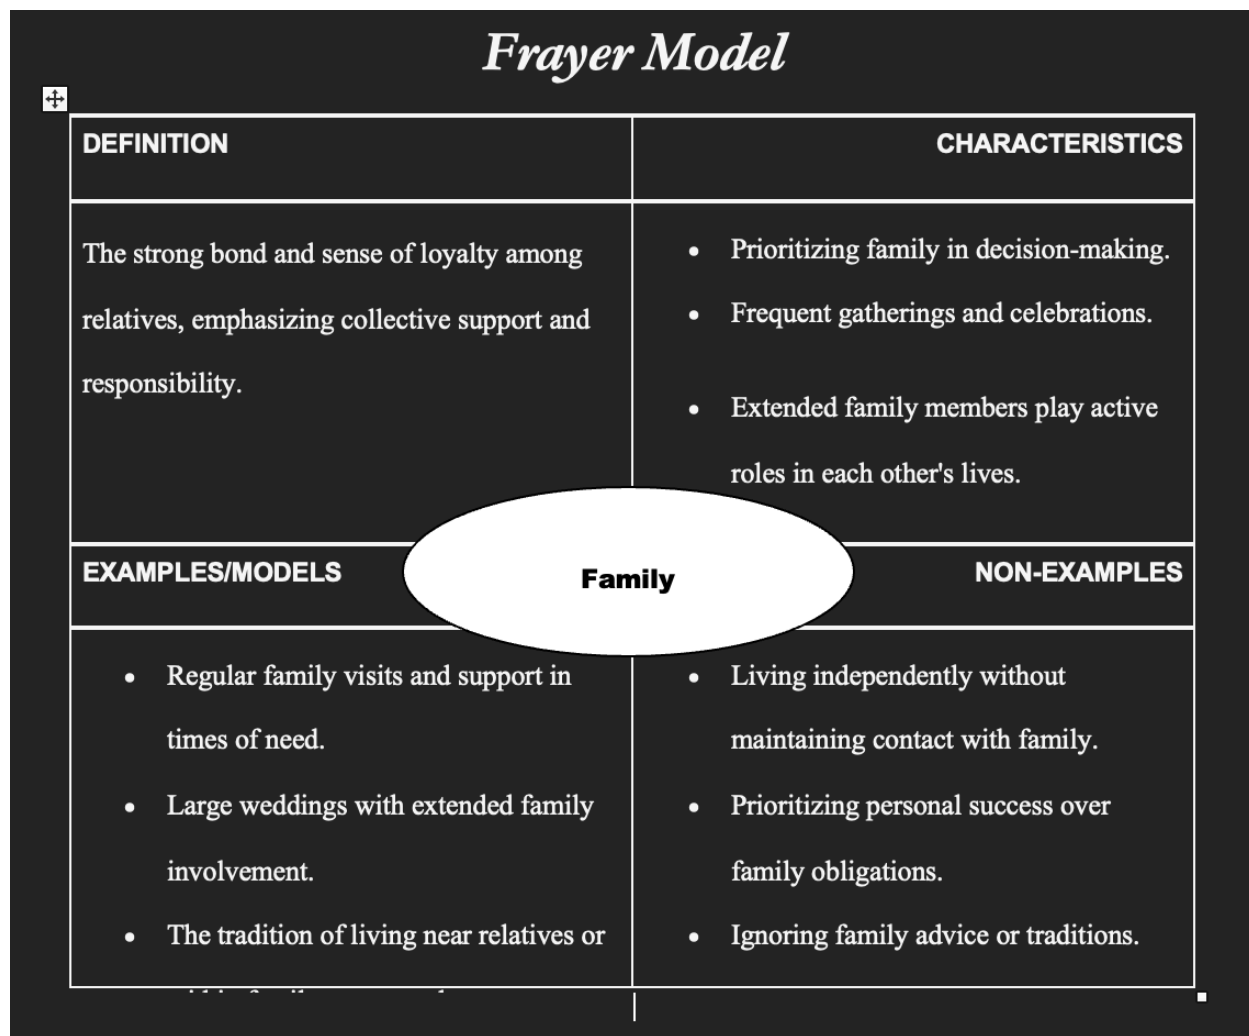 Frayer Model
DEFINITION
CHARACTERISTICS
The strong bond and sense of loyalty among
relatives, emphasizing collective support and
responsibility.
• Prioritizing family in decision-making.
• Frequent gatherings and celebrations.
• Extended family members play active
roles in each other's lives.
Family
EXAMPLES/MODELS
NON-EXAMPLES
• Regular family visits and support in
times of need.
• Large weddings with extended family
involvement.
• The tradition of living near relatives or
• Living independently without
maintaining contact with family.
• Prioritizing personal success over
family obligations.
• Ignoring family advice or traditions.